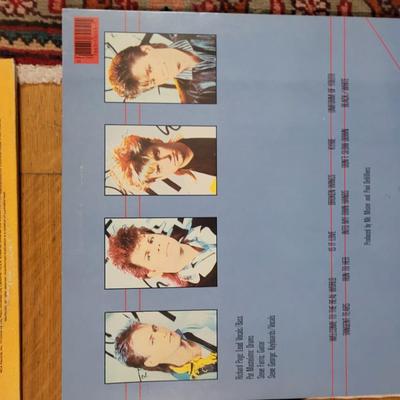 Richard Page: Lead Vocals/Bass
Pat Mastelotto: Drums
Steve Farris: Guitar
Steve George: Keyboards/Vocals
WELCOME TO THE REAL WORLD
IS IT LOVE
BROKEN WINGS
KYRIE
UNIFORM OF YOUTH
TANGENT TEARS
RUN TO HER
INTO MY OWN HANDS
DON'T SLOW DOWN
BLACK/WHITE
Produced by Mr. Mister and Paul DeVilliers